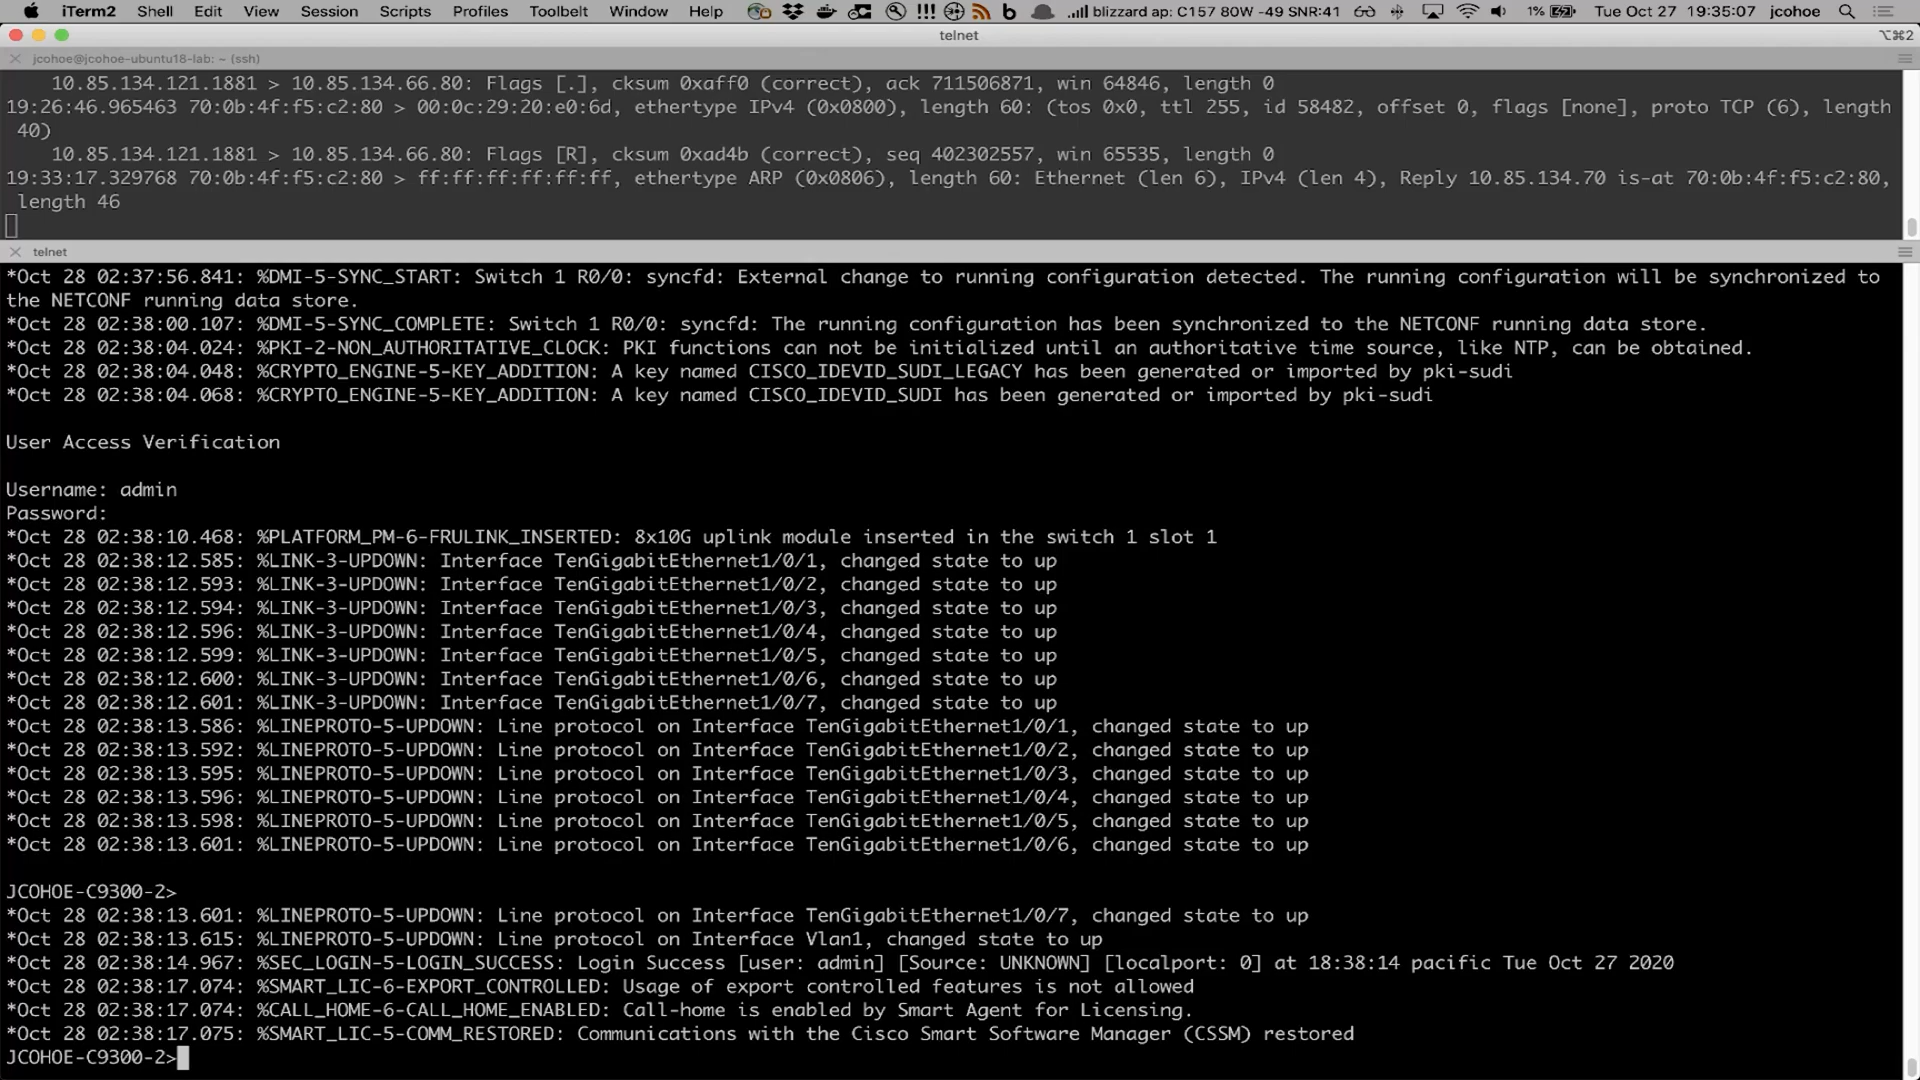 iTerm2 Shell Edit View Session Scripts Profiles Toolbelt Window Help blizzard ap: C157 80W -49 SNR:41 1% Tue Oct 27 19:35:07 jcohoe
telnet ⌥⌘2
jcohoe@jcohoe-ubuntu18-lab: ~ (ssh)
10.85.134.121.1881 > 10.85.134.66.80: Flags [.], cksum 0xaff0 (correct), ack 711506871, win 64846, length 0
19:26:46.965463 70:0b:4f:f5:c2:80 > 00:0c:29:20:e0:6d, ethertype IPv4 (0x0800), length 60: (tos 0x0, ttl 255, id 58482, offset 0, flags [none], proto TCP (6), length
40)
10.85.134.121.1881 > 10.85.134.66.80: Flags [R], cksum 0xad4b (correct), seq 402302557, win 65535, length 0
19:33:17.329768 70:0b:4f:f5:c2:80 > ff:ff:ff:ff:ff:ff, ethertype ARP (0x0806), length 60: Ethernet (len 6), IPv4 (len 4), Reply 10.85.134.70 is-at 70:0b:4f:f5:c2:80,
length 46
telnet
*Oct 28 02:37:56.841: %DMI-5-SYNC_START: Switch 1 R0/0: syncfd: External change to running configuration detected. The running configuration will be synchronized to
the NETCONF running data store.
*Oct 28 02:38:00.107: %DMI-5-SYNC_COMPLETE: Switch 1 R0/0: syncfd: The running configuration has been synchronized to the NETCONF running data store.
*Oct 28 02:38:04.024: %PKI-2-NON_AUTHORITATIVE_CLOCK: PKI functions can not be initialized until an authoritative time source, like NTP, can be obtained.
*Oct 28 02:38:04.048: %CRYPTO_ENGINE-5-KEY_ADDITION: A key named CISCO_IDEVID_SUDI_LEGACY has been generated or imported by pki-sudi
*Oct 28 02:38:04.068: %CRYPTO_ENGINE-5-KEY_ADDITION: A key named CISCO_IDEVID_SUDI has been generated or imported by pki-sudi
User Access Verification
Username: admin
Password:
*Oct 28 02:38:10.468: %PLATFORM_PM-6-FRULINK_INSERTED: 8x10G uplink module inserted in the switch 1 slot 1
*Oct 28 02:38:12.585: %LINK-3-UPDOWN: Interface TenGigabitEthernet1/0/1, changed state to up
*Oct 28 02:38:12.593: %LINK-3-UPDOWN: Interface TenGigabitEthernet1/0/2, changed state to up
*Oct 28 02:38:12.594: %LINK-3-UPDOWN: Interface TenGigabitEthernet1/0/3, changed state to up
*Oct 28 02:38:12.596: %LINK-3-UPDOWN: Interface TenGigabitEthernet1/0/4, changed state to up
*Oct 28 02:38:12.599: %LINK-3-UPDOWN: Interface TenGigabitEthernet1/0/5, changed state to up
*Oct 28 02:38:12.600: %LINK-3-UPDOWN: Interface TenGigabitEthernet1/0/6, changed state to up
*Oct 28 02:38:12.601: %LINK-3-UPDOWN: Interface TenGigabitEthernet1/0/7, changed state to up
*Oct 28 02:38:13.586: %LINEPROTO-5-UPDOWN: Line protocol on Interface TenGigabitEthernet1/0/1, changed state to up
*Oct 28 02:38:13.592: %LINEPROTO-5-UPDOWN: Line protocol on Interface TenGigabitEthernet1/0/2, changed state to up
*Oct 28 02:38:13.595: %LINEPROTO-5-UPDOWN: Line protocol on Interface TenGigabitEthernet1/0/3, changed state to up
*Oct 28 02:38:13.596: %LINEPROTO-5-UPDOWN: Line protocol on Interface TenGigabitEthernet1/0/4, changed state to up
*Oct 28 02:38:13.598: %LINEPROTO-5-UPDOWN: Line protocol on Interface TenGigabitEthernet1/0/5, changed state to up
*Oct 28 02:38:13.601: %LINEPROTO-5-UPDOWN: Line protocol on Interface TenGigabitEthernet1/0/6, changed state to up
JCOHOE-C9300-2>
*Oct 28 02:38:13.601: %LINEPROTO-5-UPDOWN: Line protocol on Interface TenGigabitEthernet1/0/7, changed state to up
*Oct 28 02:38:13.615: %LINEPROTO-5-UPDOWN: Line protocol on Interface Vlan1, changed state to up
*Oct 28 02:38:14.967: %SEC_LOGIN-5-LOGIN_SUCCESS: Login Success [user: admin] [Source: UNKNOWN] [localport: 0] at 18:38:14 pacific Tue Oct 27 2020
*Oct 28 02:38:17.074: %SMART_LIC-6-EXPORT_CONTROLLED: Usage of export controlled features is not allowed
*Oct 28 02:38:17.074: %CALL_HOME-6-CALL_HOME_ENABLED: Call-home is enabled by Smart Agent for Licensing.
*Oct 28 02:38:17.075: %SMART_LIC-5-COMM_RESTORED: Communications with the Cisco Smart Software Manager (CSSM) restored
JCOHOE-C9300-2>